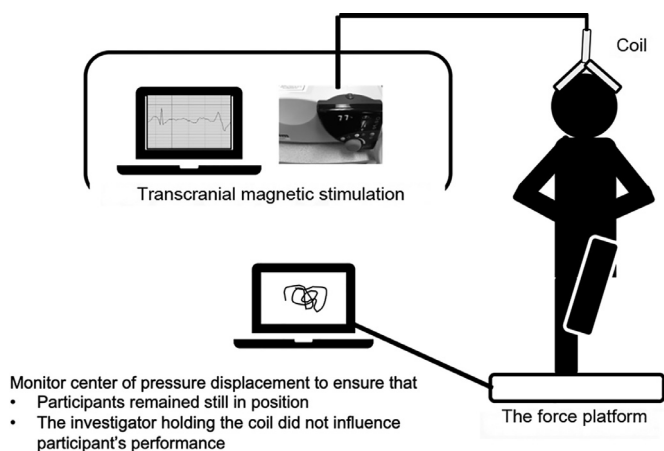 Coil
77
Transcranial magnetic stimulation
Monitor center of pressure displacement to ensure that
• Participants remained still in position
• The investigator holding the coil did not influence
participant's performance
The force platform